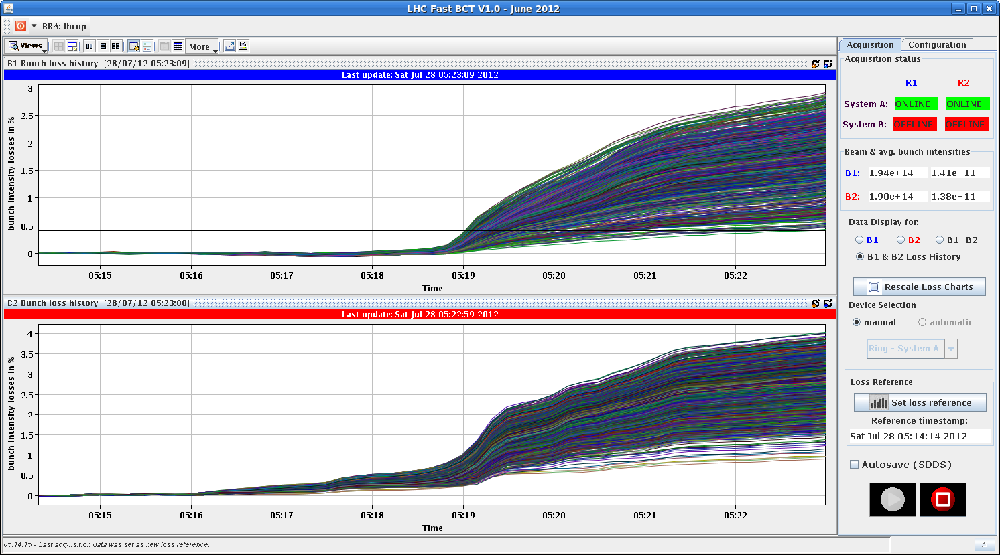 LHC Fast BCT V1.0 - June 2012
RBA: lhcop
Views
More
B1 Bunch loss history [28/07/12 05:23:09]
Last update: Sat Jul 28 05:23:09 2012
bunch intensity losses in %
3
2.5
2
1.5
1
0.5
0
05:15 05:16 05:17 05:18 05:19 05:20 05:21 05:22
Time
B2 Bunch loss history [28/07/12 05:23:00]
Last update: Sat Jul 28 05:22:59 2012
bunch intensity losses in %
4
3.5
3
2.5
2
1.5
1
0.5
0
05:15 05:16 05:17 05:18 05:19 05:20 05:21 05:22
Time
Acquisition Configuration
Acquisition status
R1 R2
System A: ONLINE ONLINE
System B: OFFLINE OFFLINE
Beam & avg. bunch intensities
B1: 1.94e+14 1.41e+11
B2: 1.90e+14 1.38e+11
Data Display for:
B1 B2 B1+B2
B1 & B2 Loss History
Rescale Loss Charts
Device Selection
manual automatic
Ring - System A
Loss Reference
Set loss reference
Reference timestamp:
Sat Jul 28 05:14:14 2012
Autosave (SDDS)
05:14:15 - Last acquisition data was set as new loss reference.